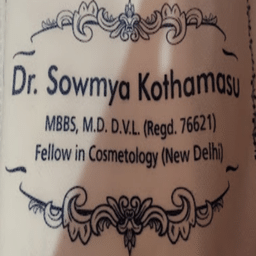 Dr. Sowmya Kothamasu
MBBS, M.D. D.V.L. (Regd. 76621)
Fellow in Cosmetology (New Delhi)